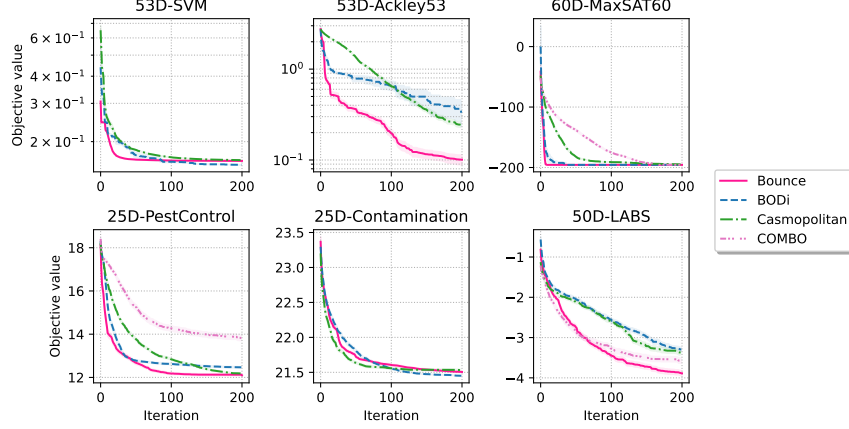 53D-SVM
53D-Ackley53
60D-MaxSAT60
Objective value
6 × 10⁻¹
4 × 10⁻¹
3 × 10⁻¹
2 × 10⁻¹
0 100 200
10⁰
10⁻¹
0 100 200
0
−100
−200
0 100 200
Bounce
BODi
Casmopolitan
COMBO
25D-PestControl
25D-Contamination
50D-LABS
Objective value
18
16
14
12
0 100 200
Iteration
23.5
23.0
22.5
22.0
21.5
0 100 200
Iteration
−1
−2
−3
−4
0 100 200
Iteration